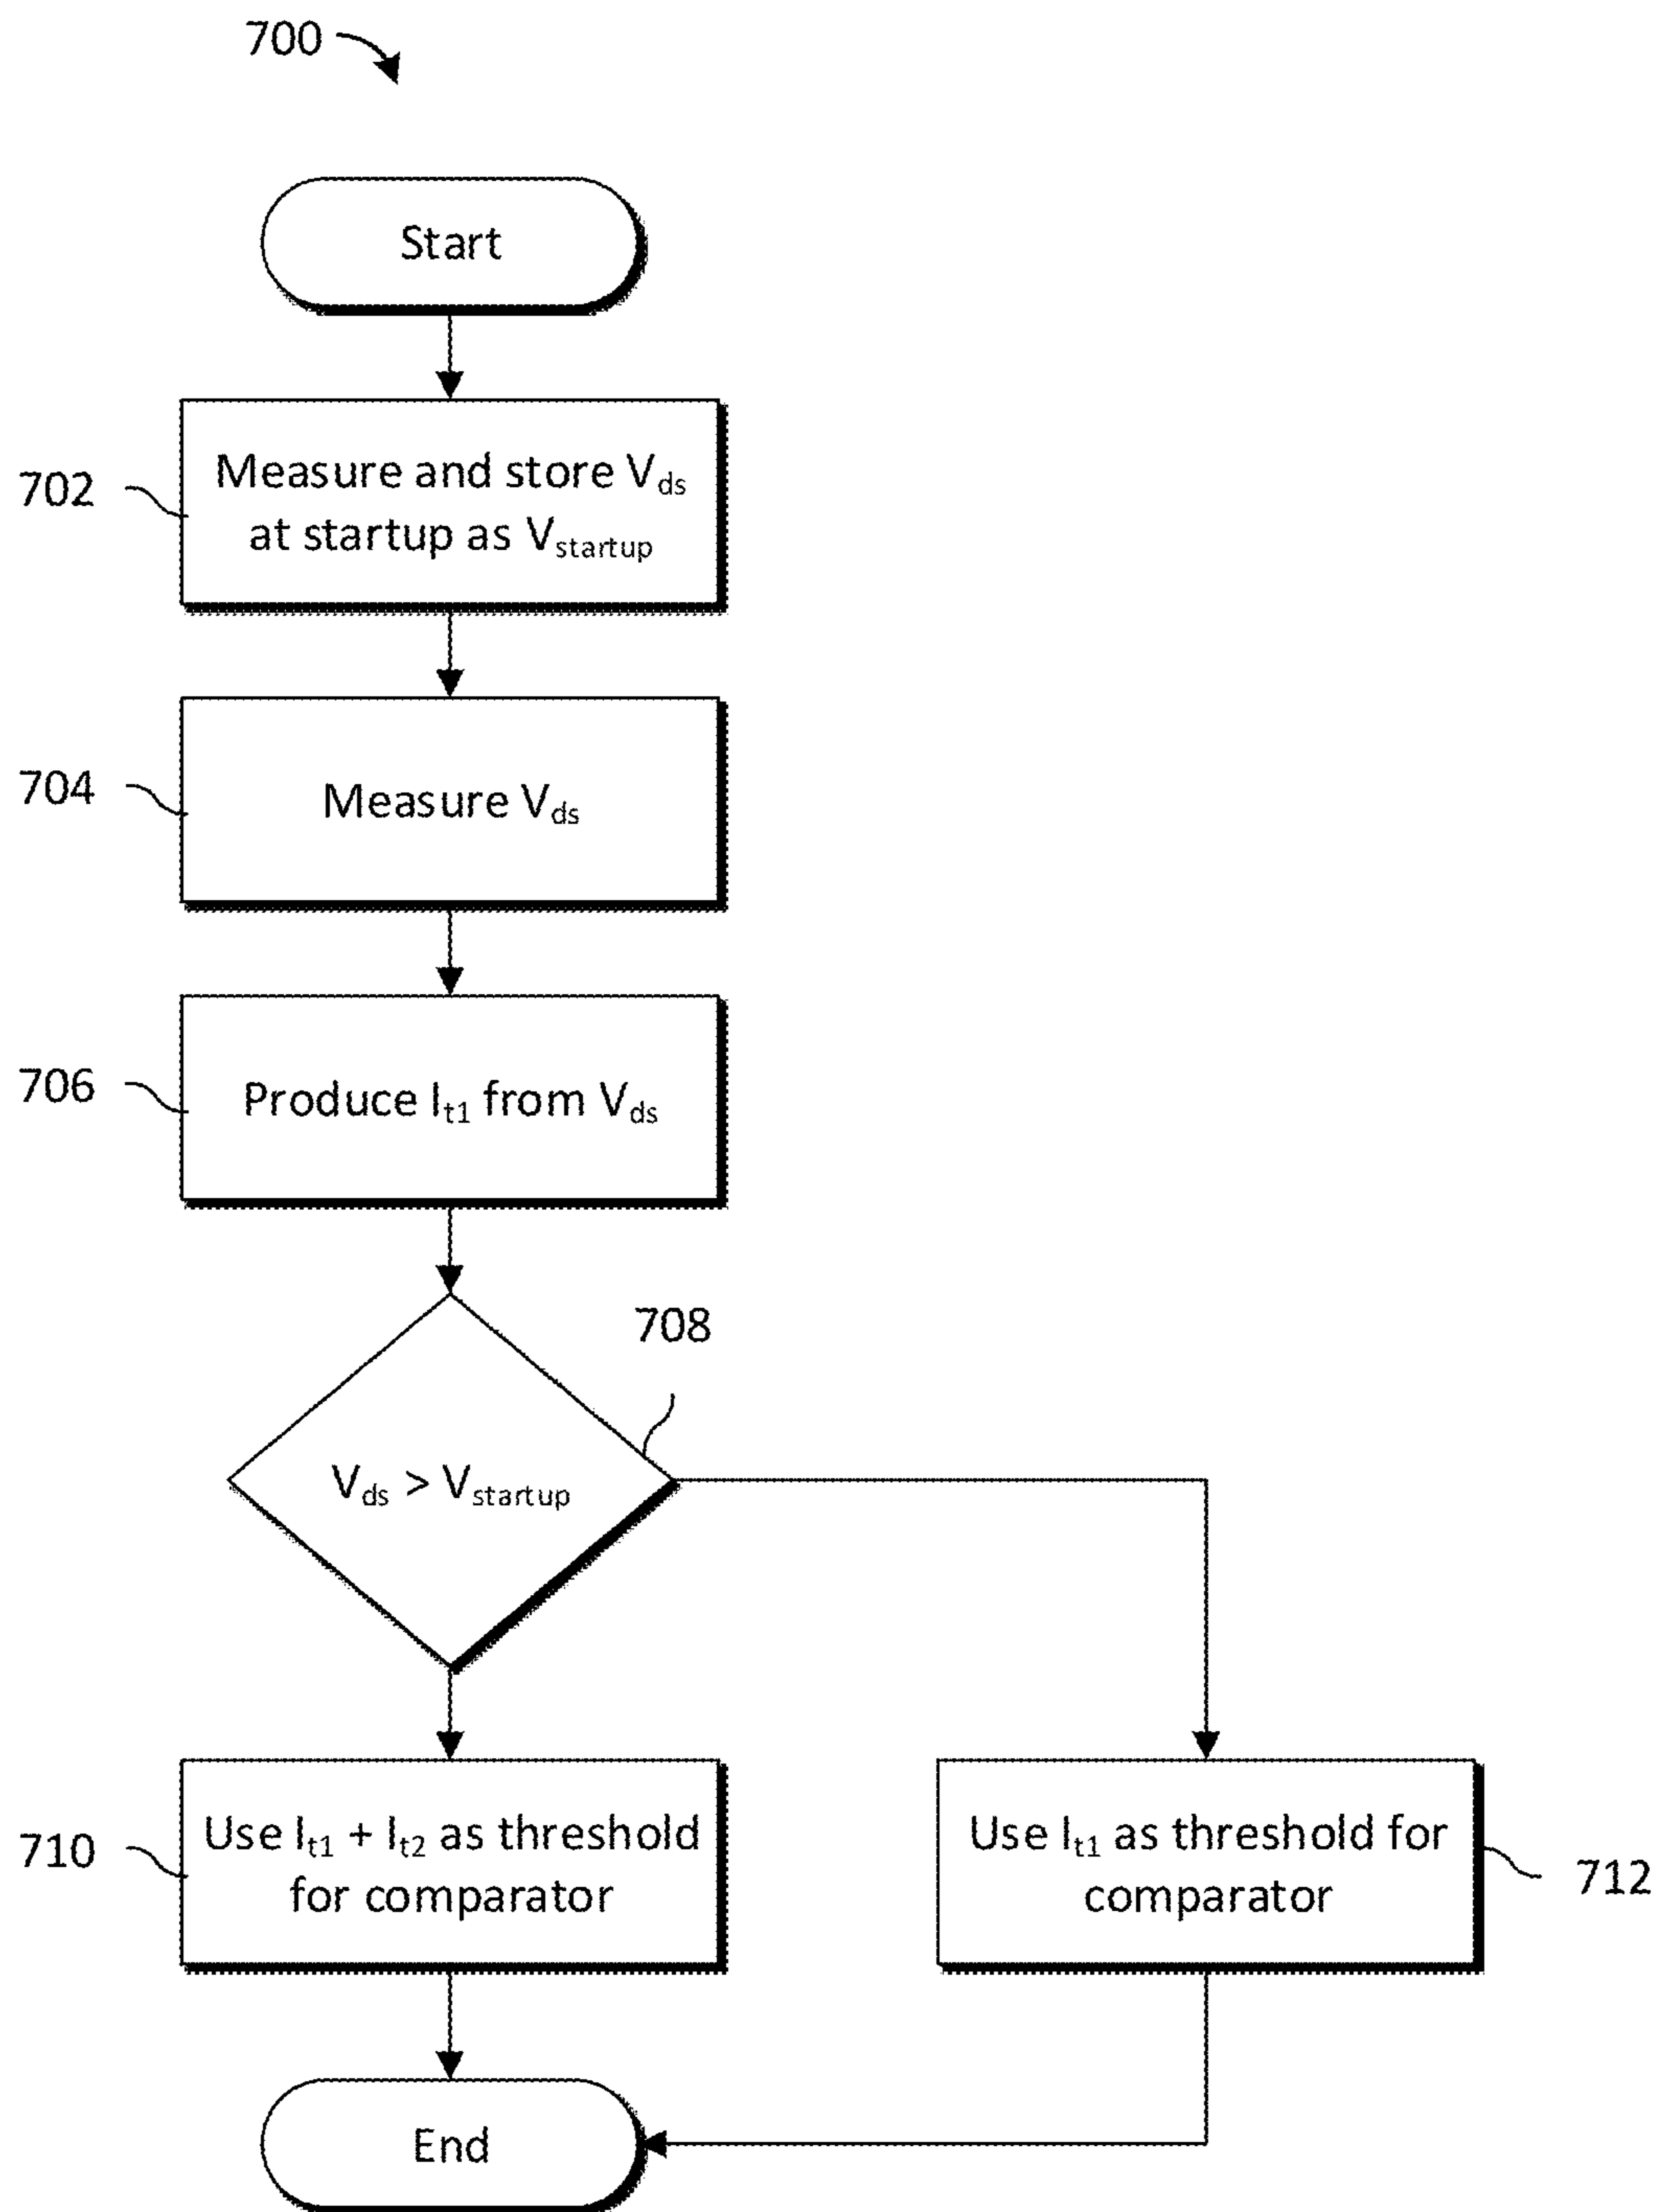 700
Start
702
Measure and store Vds
at startup as Vstartup
704
Measure Vds
706
Produce It1 from Vds
708
Vds > Vstartup
710
Use It1 + It2 as threshold
for comparator
Use It1 as threshold for
comparator
712
End